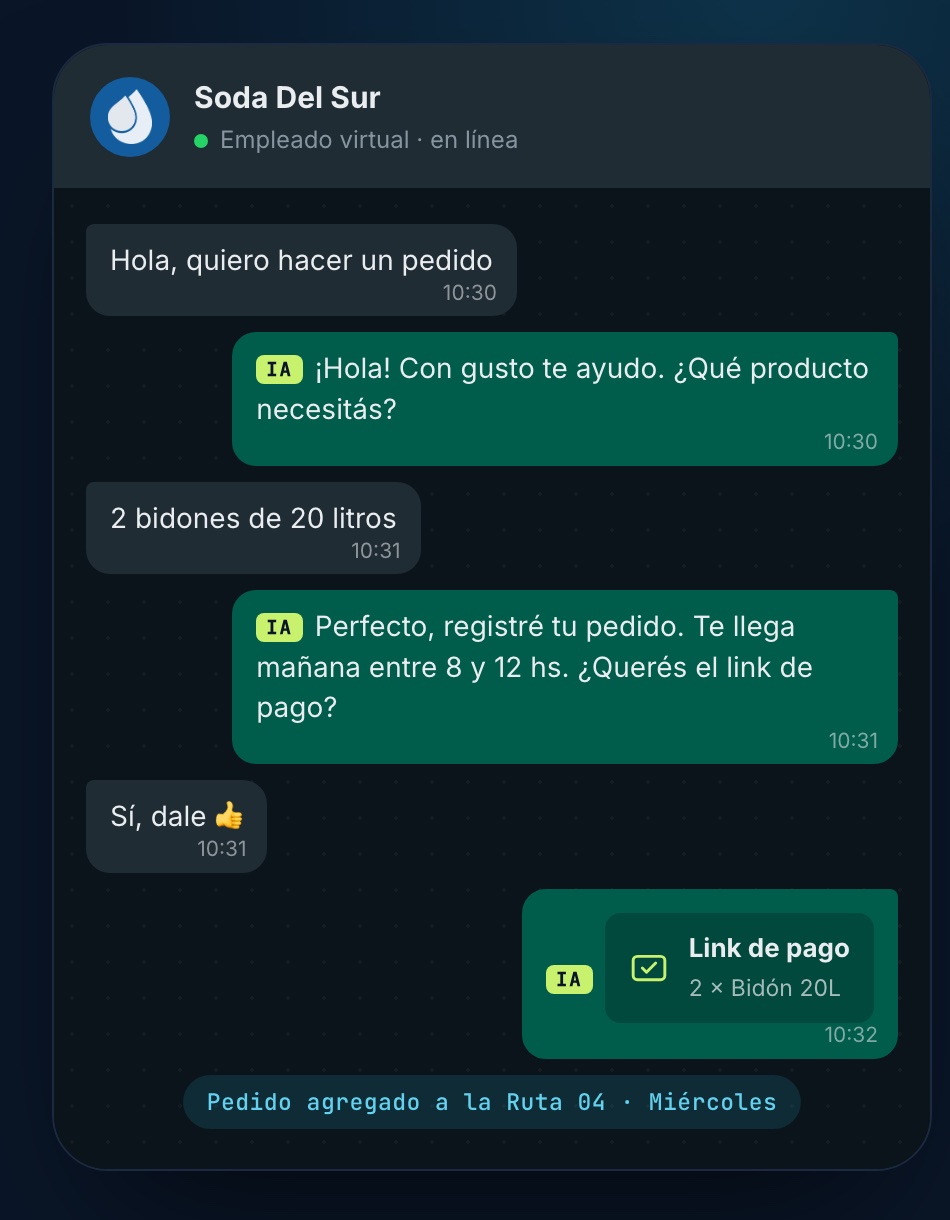 Soda Del Sur
Empleado virtual · en línea
Hola, quiero hacer un pedido
10:30
IA ¡Hola! Con gusto te ayudo. ¿Qué producto
necesitás?
10:30
2 bidones de 20 litros
10:31
IA Perfecto, registré tu pedido. Te llega
mañana entre 8 y 12 hs. ¿Querés el link de
pago?
10:31
Sí, dale 👍
10:31
Link de pago
IA
2 × Bidón 20L
10:32
Pedido agregado a la Ruta 04 · Miércoles